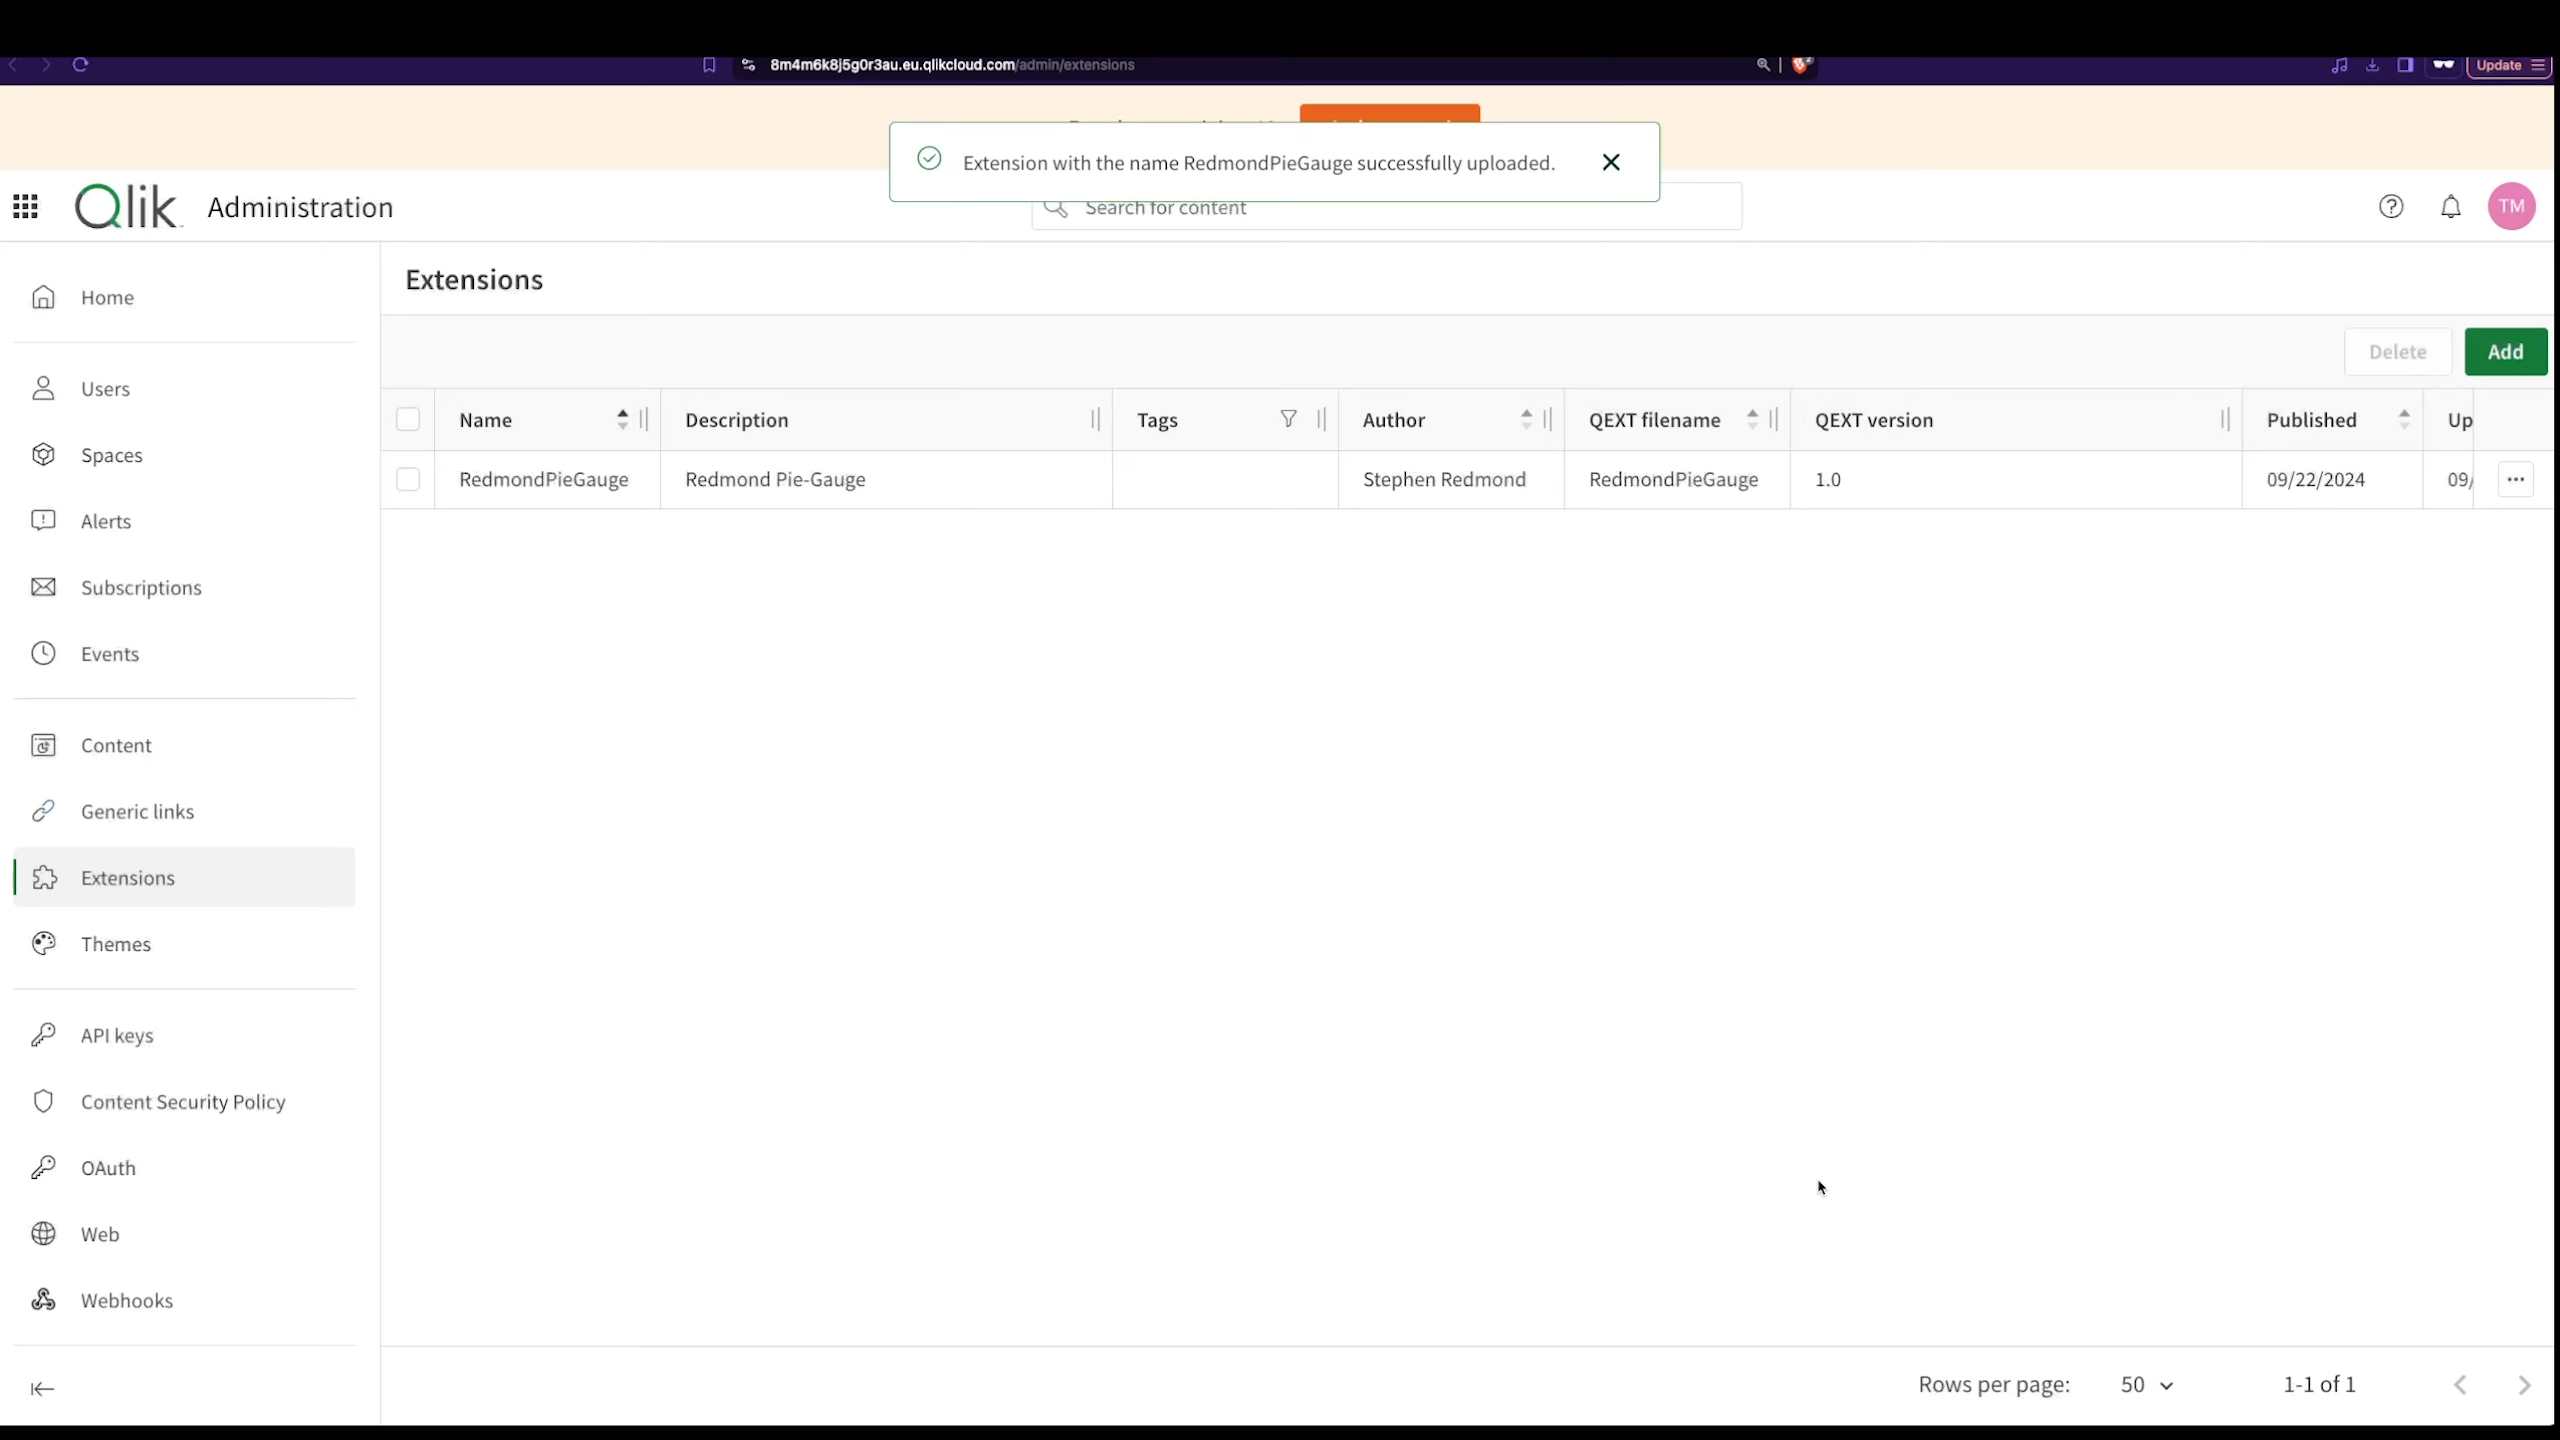 8m4m6k8j5g0r3au.eu.qlikcloud.com/admin/extensions
Update
Extension with the name RedmondPieGauge successfully uploaded.
Qlik
Administration
Search for content
TM
Home
Users
Spaces
Alerts
Subscriptions
Events
Content
Generic links
Extensions
Themes
API keys
Content Security Policy
OAuth
Web
Webhooks
Extensions
Delete
Add
Name Description Tags Author QEXT filename QEXT version Published Up
RedmondPieGauge Redmond Pie-Gauge Stephen Redmond RedmondPieGauge 1.0 09/22/2024 09/
Rows per page: 50 1-1 of 1